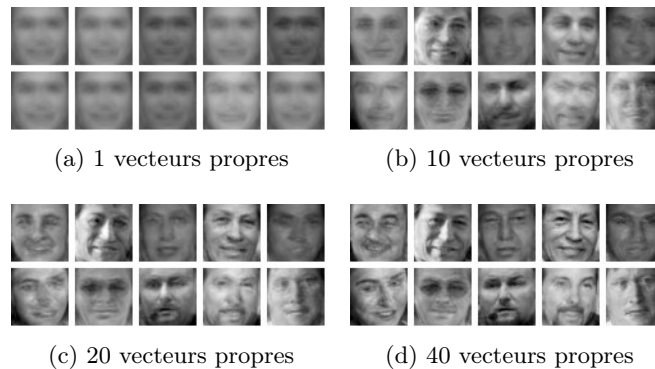 (a) 1 vecteurs propres
(b) 10 vecteurs propres
(c) 20 vecteurs propres
(d) 40 vecteurs propres